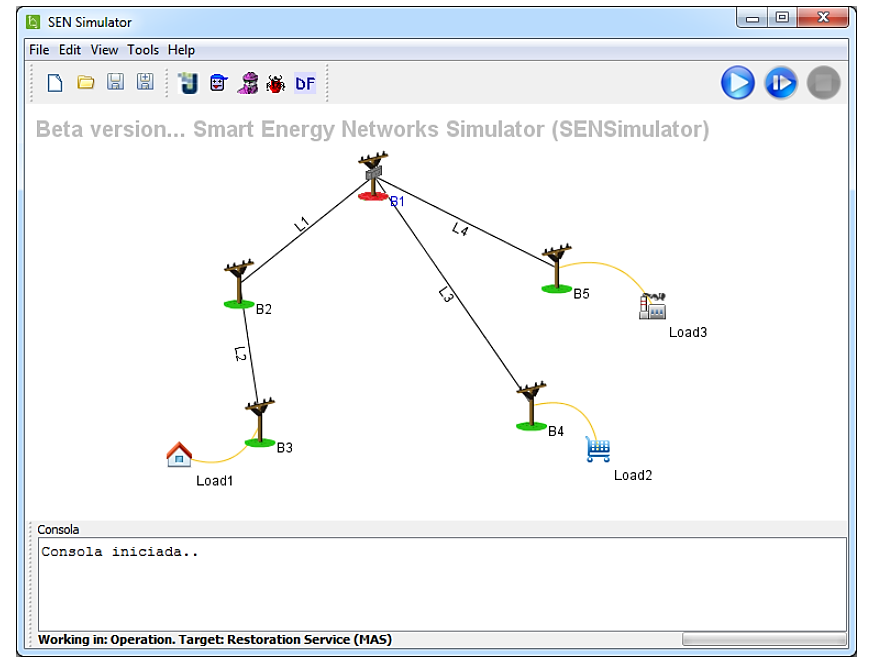 SEN Simulator
File Edit View Tools Help
DF
Beta version... Smart Energy Networks Simulator (SENSimulator)
B1
L1
L4
B2
L3
B5
Load3
L2
B3
B4
Load1
Load2
Consola
Consola iniciada..
Working in: Operation. Target: Restoration Service (MAS)